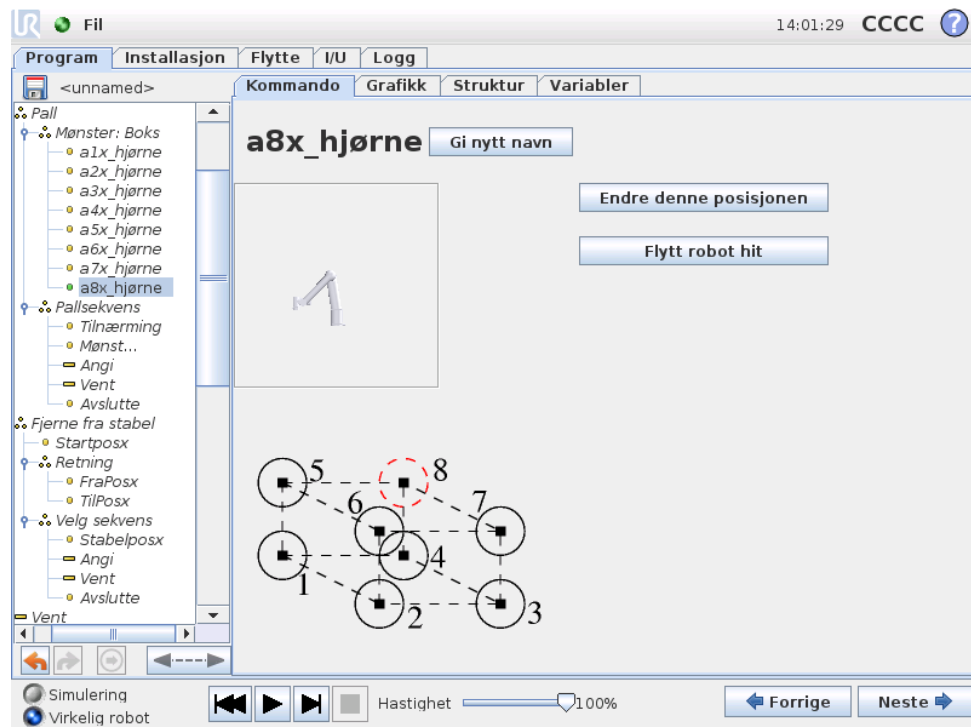 UR Fil 14:01:29 CCCC ?
Program Installasjon Flytte I/U Logg
<unnamed>
Kommando Grafikk Struktur Variabler
Pall
Mønster: Boks
a1x_hjørne
a2x_hjørne
a3x_hjørne
a4x_hjørne
a5x_hjørne
a6x_hjørne
a7x_hjørne
a8x_hjørne
Pallsekvens
Tilnærming
Mønst...
Angi
Vent
Avslutte
Fjerne fra stabel
Startposx
Retning
FraPosx
TilPosx
Velg sekvens
Stabelposx
Angi
Vent
Avslutte
Vent
a8x_hjørne Gi nytt navn
Endre denne posisjonen
Flytt robot hit
5 8
6 7
1 4
2 3
Simulering
Virkelig robot
Hastighet 100%
Forrige Neste